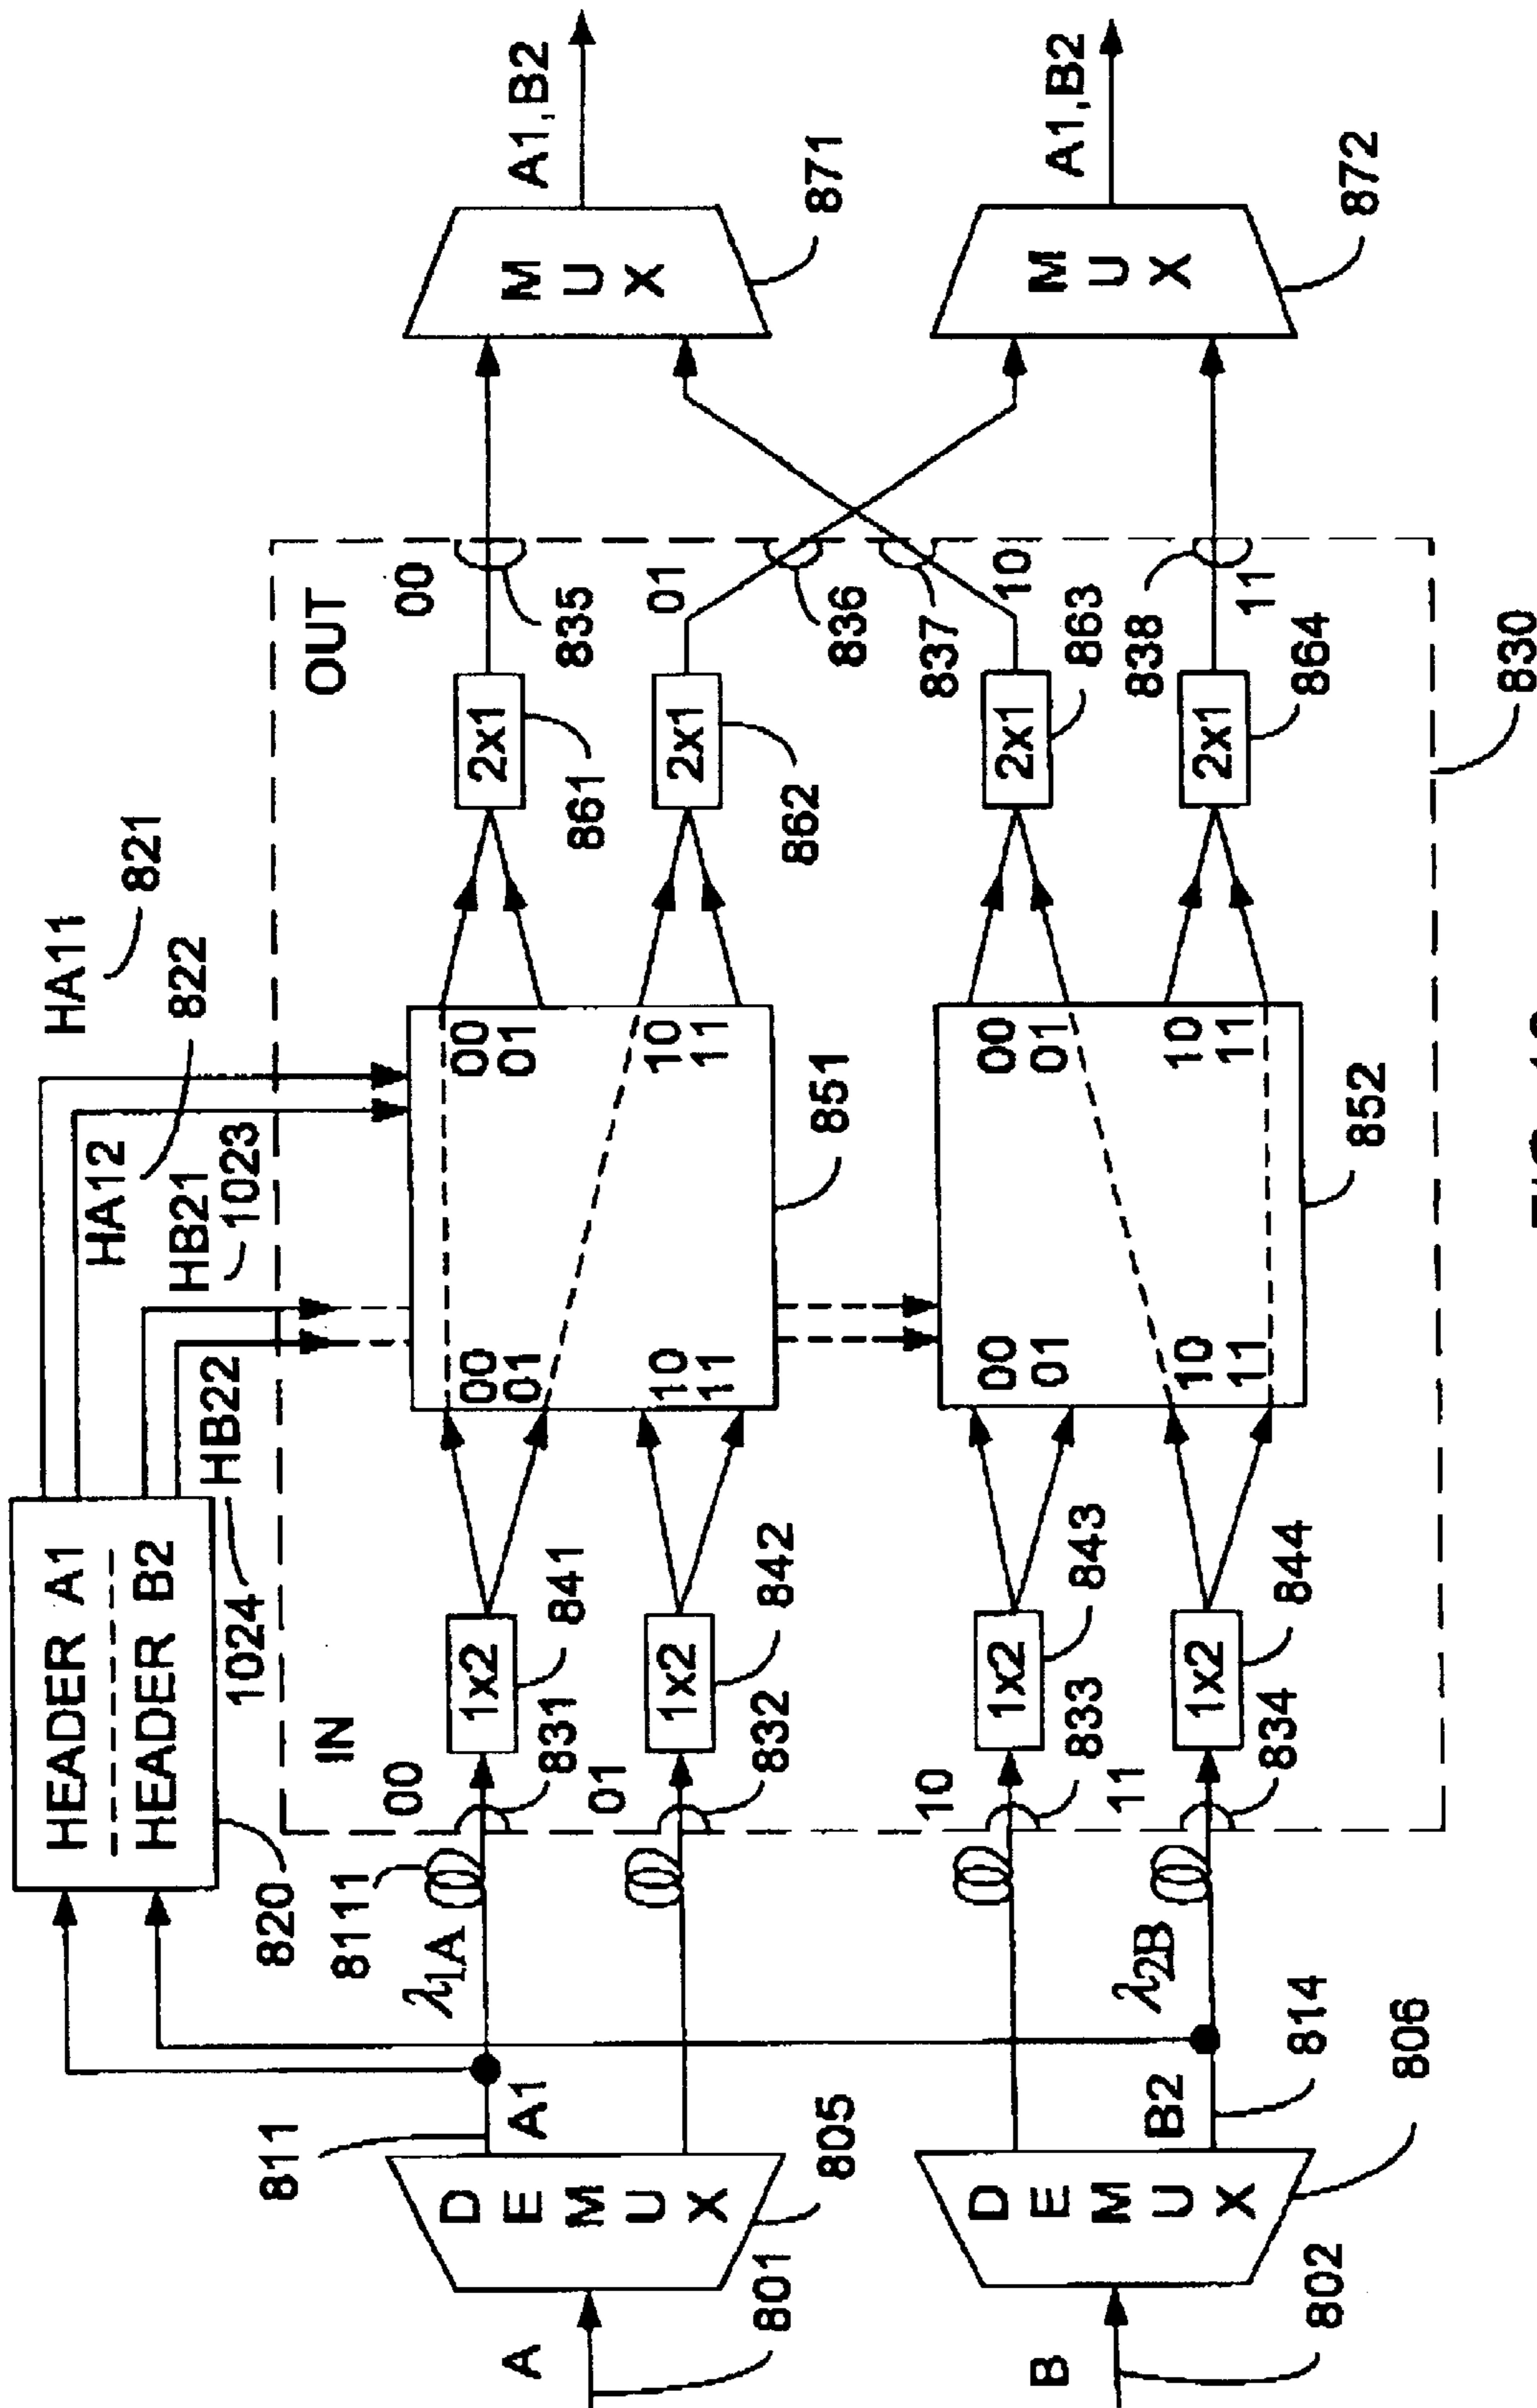 HEADER A1
HEADER B2
820
1024
HB22
HB21
1023
HA12
822
HA11
821
IN
OUT
A
801
D
E
M
U
X
805
811
A1
λ1A
8111
00
831
01
832
1x2
841
1x2
842
00
01
10
11
00
01
10
11
851
2x1
861
2x1
862
00
835
01
836
M
U
X
871
A1,B2
B
802
D
E
M
U
X
806
B2
814
λ2B
10
833
11
834
1x2
843
1x2
844
00
01
10
11
00
01
10
11
852
2x1
863
2x1
864
837
10
838
11
M
U
X
872
A1,B2
830